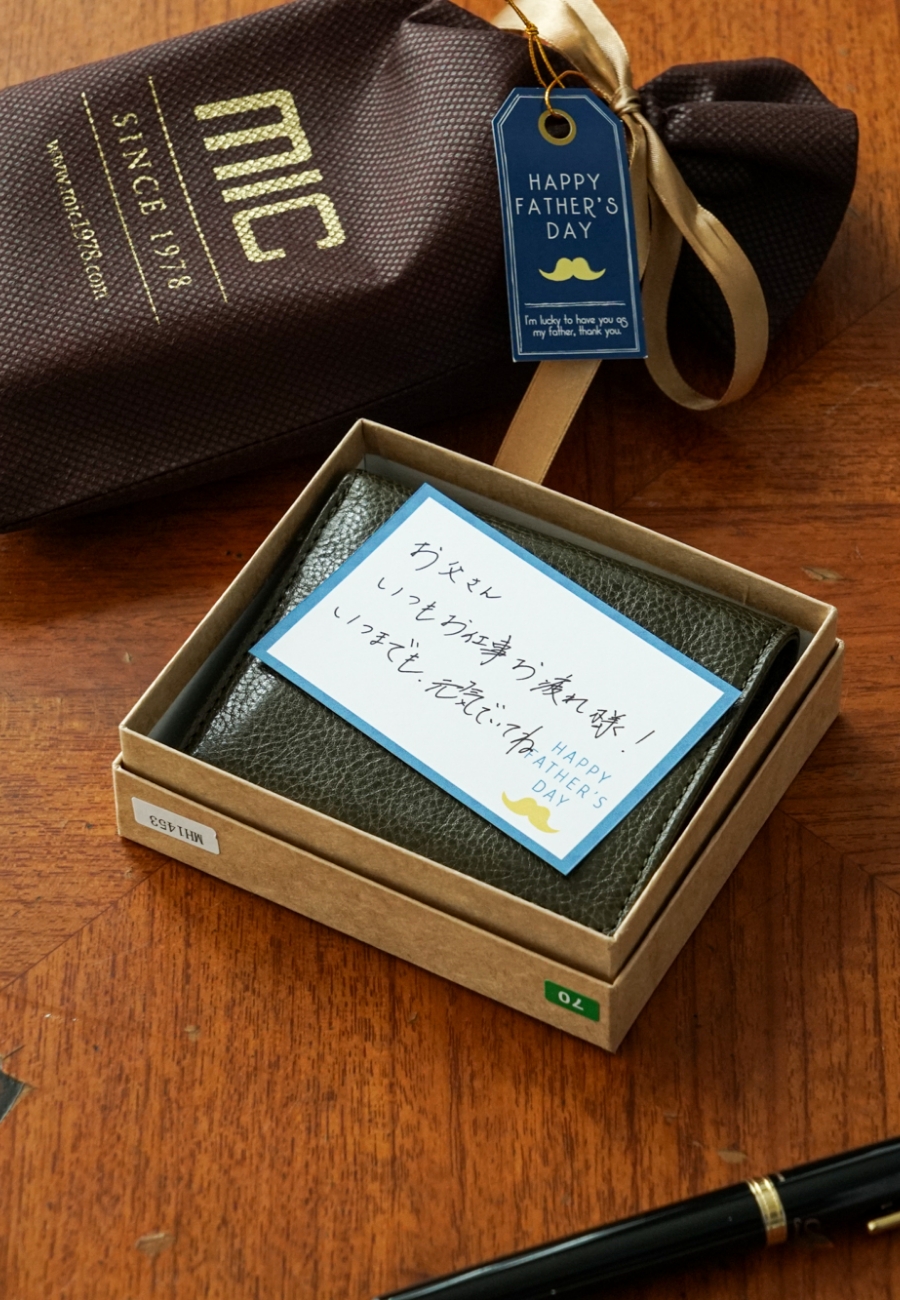 MIC
SINCE 1978
www.mic1978.com
HAPPY
FATHER'S
DAY
I'm lucky to have you as
my father, thank you.
お父さん
いつもお仕事お疲れ様!
いつまでも、元気でいてね
HAPPY
FATHER'S
DAY
MH1453
70